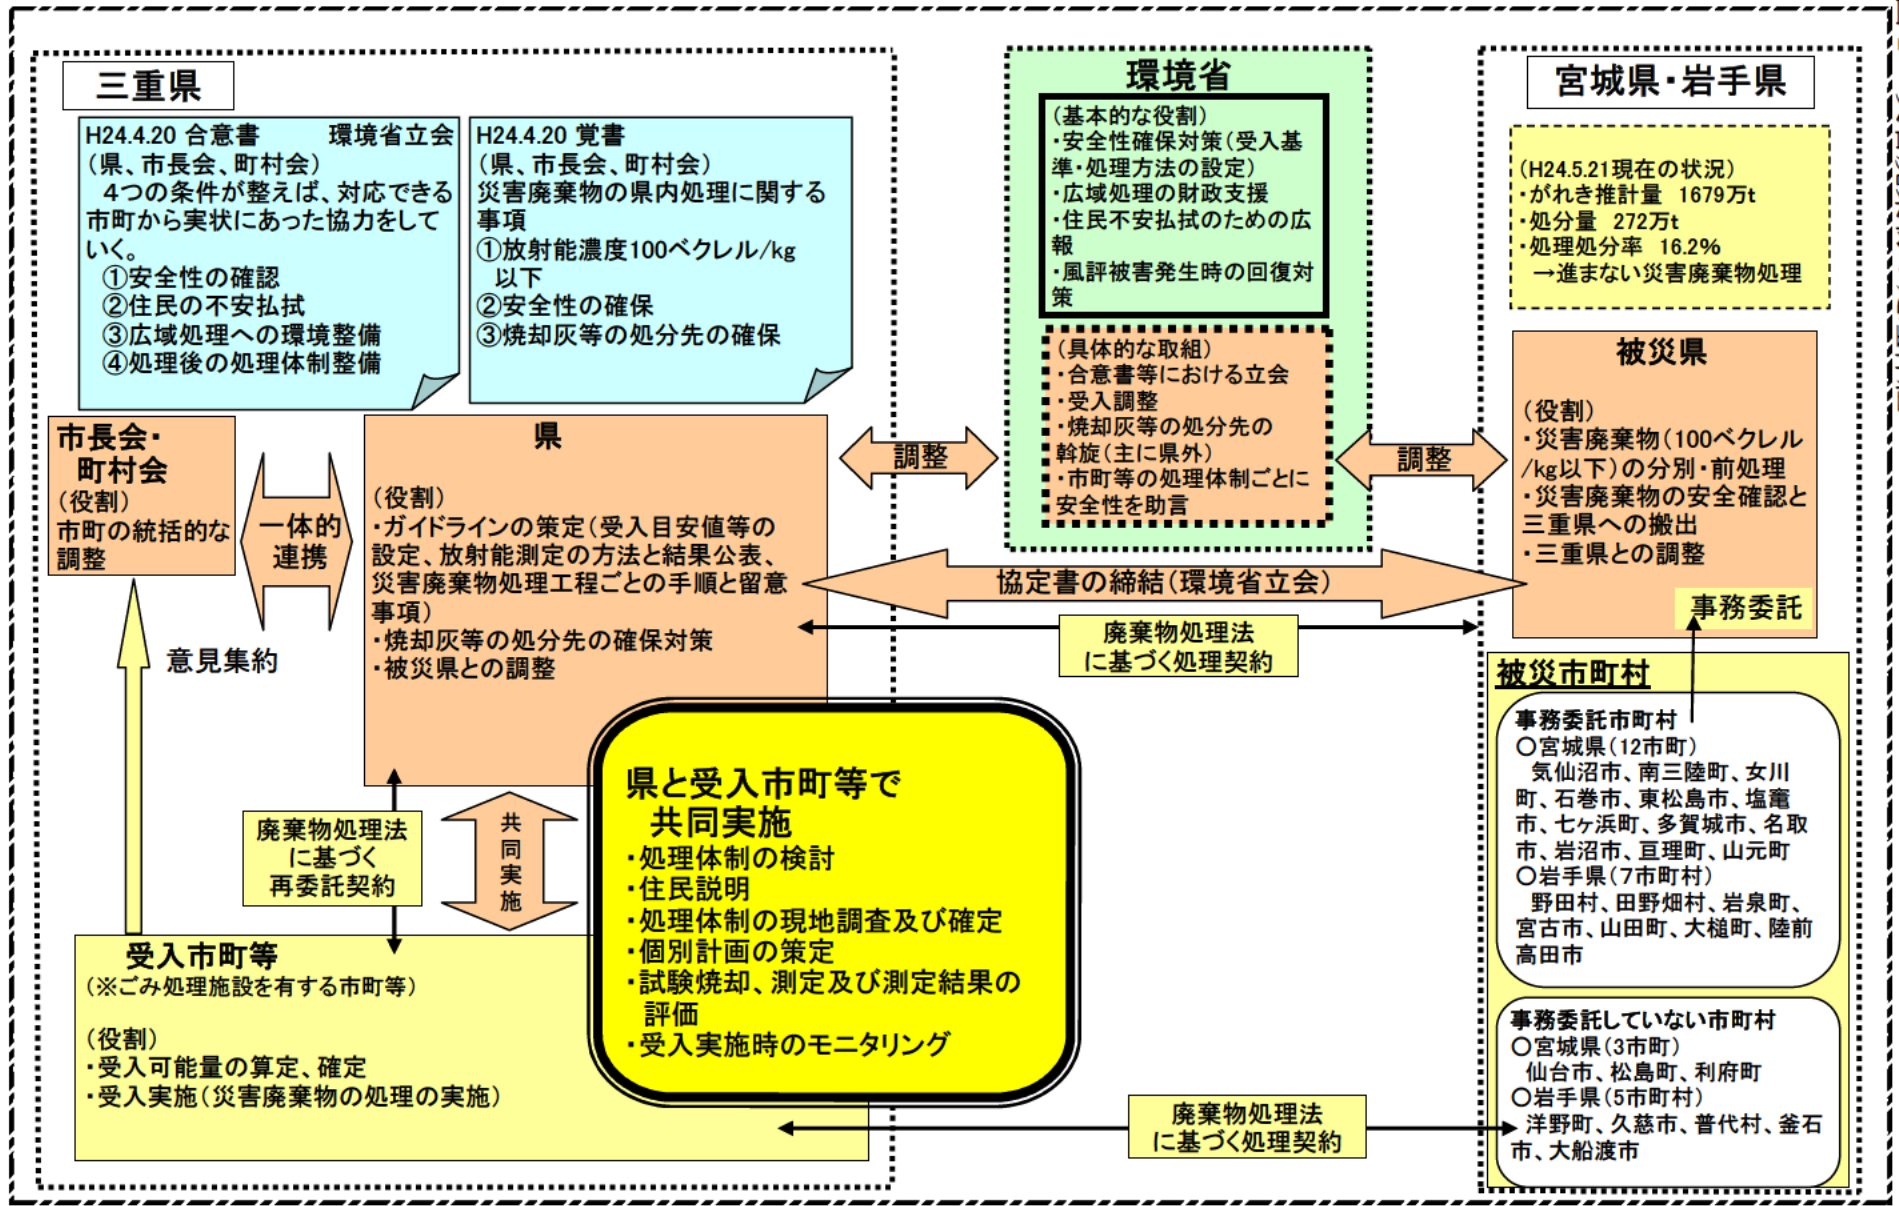 三重県
H24.4.20 合意書　　　環境省立会
（県、市長会、町村会）
４つの条件が整えば、対応できる
市町から実状にあった協力をして
いく。
①安全性の確認
②住民の不安払拭
③広域処理への環境整備
④処理後の処理体制整備
H24.4.20 覚書
（県、市長会、町村会）
災害廃棄物の県内処理に関する
事項
①放射能濃度100ベクレル/kg
以下
②安全性の確保
③焼却灰等の処分先の確保
市長会・
町村会
（役割）
市町の統括的な
調整
一体的
連携
県
（役割）
・ガイドラインの策定（受入目安値等の
設定、放射能測定の方法と結果公表、
災害廃棄物処理工程ごとの手順と留意
事項）
・焼却灰等の処分先の確保対策
・被災県との調整
意見集約
廃棄物処理法
に基づく
再委託契約
共
同
実
施
受入市町等
（※ごみ処理施設を有する市町等）
（役割）
・受入可能量の算定、確定
・受入実施（災害廃棄物の処理の実施）
県と受入市町等で
共同実施
・処理体制の検討
・住民説明
・処理体制の現地調査及び確定
・個別計画の策定
・試験焼却、測定及び測定結果の
評価
・受入実施時のモニタリング
環境省
（基本的な役割）
・安全性確保対策（受入基
準・処理方法の設定）
・広域処理の財政支援
・住民不安払拭のための広
報
・風評被害発生時の回復対
策
（具体的な取組）
・合意書等における立会
・受入調整
・焼却灰等の処分先の
斡旋（主に県外）
・市町等の処理体制ごとに
安全性を助言
調整
調整
協定書の締結（環境省立会）
廃棄物処理法
に基づく処理契約
宮城県・岩手県
（H24.5.21現在の状況）
・がれき推計量　1679万t
・処分量　272万t
・処理処分率　16.2%
→進まない災害廃棄物処理
被災県
（役割）
・災害廃棄物（100ベクレル
/kg以下）の分別・前処理
・災害廃棄物の安全確認と
三重県への搬出
・三重県との調整
事務委託
被災市町村
事務委託市町村
○宮城県（12市町）
気仙沼市、南三陸町、女川
町、石巻市、東松島市、塩竈
市、七ヶ浜町、多賀城市、名取
市、岩沼市、亘理町、山元町
○岩手県（7市町村）
野田村、田野畑村、岩泉町、
宮古市、山田町、大槌町、陸前
高田市
事務委託していない市町村
○宮城県（3市町）
仙台市、松島町、利府町
○岩手県（5市町村）
洋野町、久慈市、普代村、釜石
市、大船渡市
廃棄物処理法
に基づく処理契約